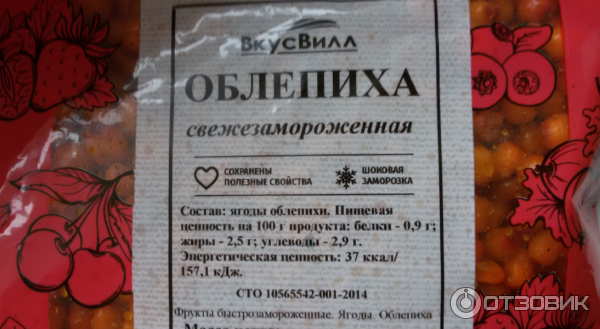 ВкусВилл
ОБЛЕПИХА
свежезамороженная
СОХРАНЕНЫ
ПОЛЕЗНЫЕ СВОЙСТВА
ШОКОВАЯ
ЗАМОРОЗКА
Состав: ягоды облепихи. Пищевая
ценность на 100 г продукта: белки - 0,9 г;
жиры - 2,5 г; углеводы - 2,9 г.
Энергетическая ценность: 37 ккал/
157,1 кДж.
СТО 10565542-001-2014
Фрукты быстрозамороженные. Ягоды Облепиха
ОТЗОВИК